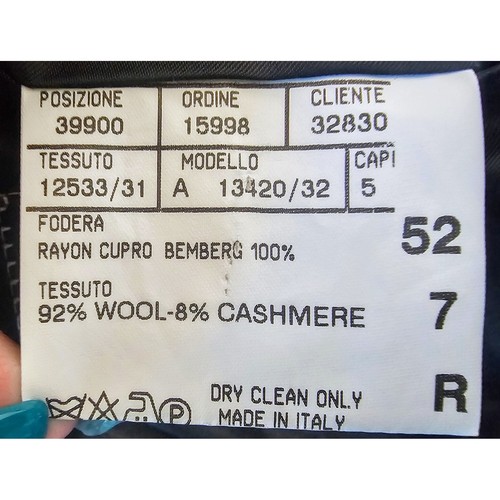 POSIZIONE ORDINE CLIENTE
39900 15998 32830
TESSUTO MODELLO CAPI
12533/31 A 13420/32 5
FODERA
RAYON CUPRO BEMBERG 100%
52
TESSUTO
92% WOOL-8% CASHMERE
7
R
DRY CLEAN ONLY
P MADE IN ITALY